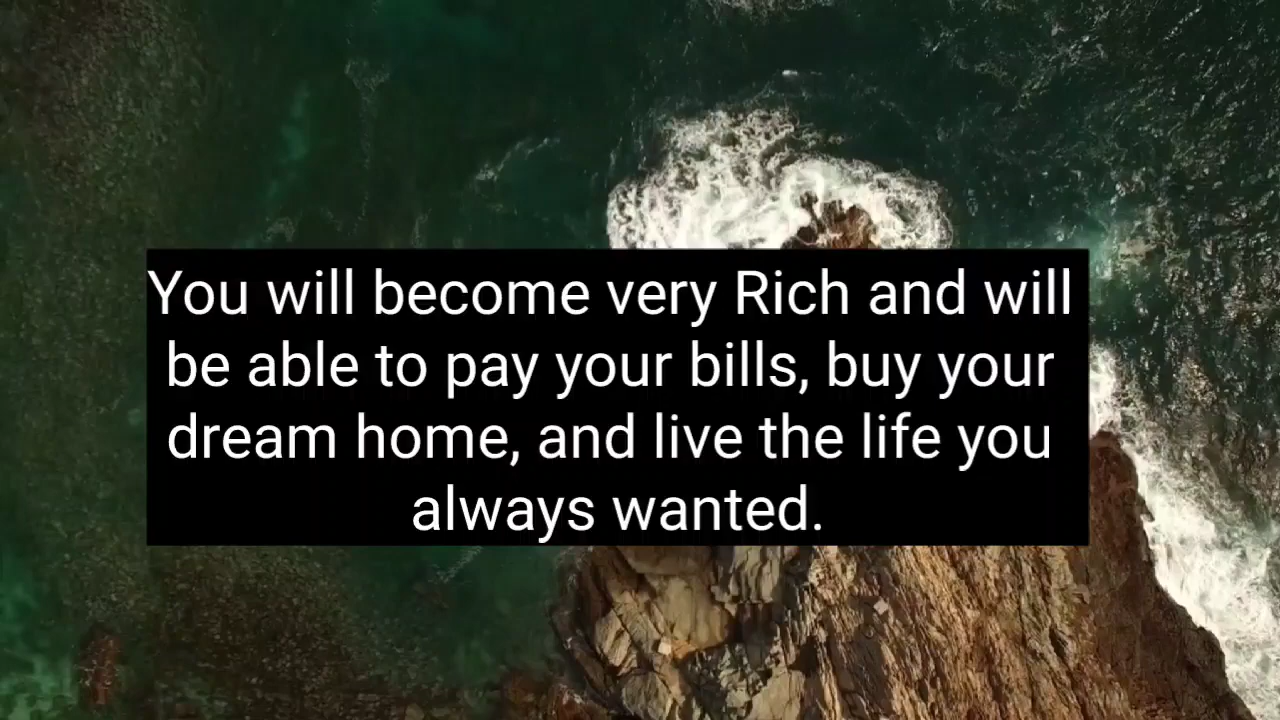 You will become very Rich and will
be able to pay your bills, buy your
dream home, and live the life you
always wanted.